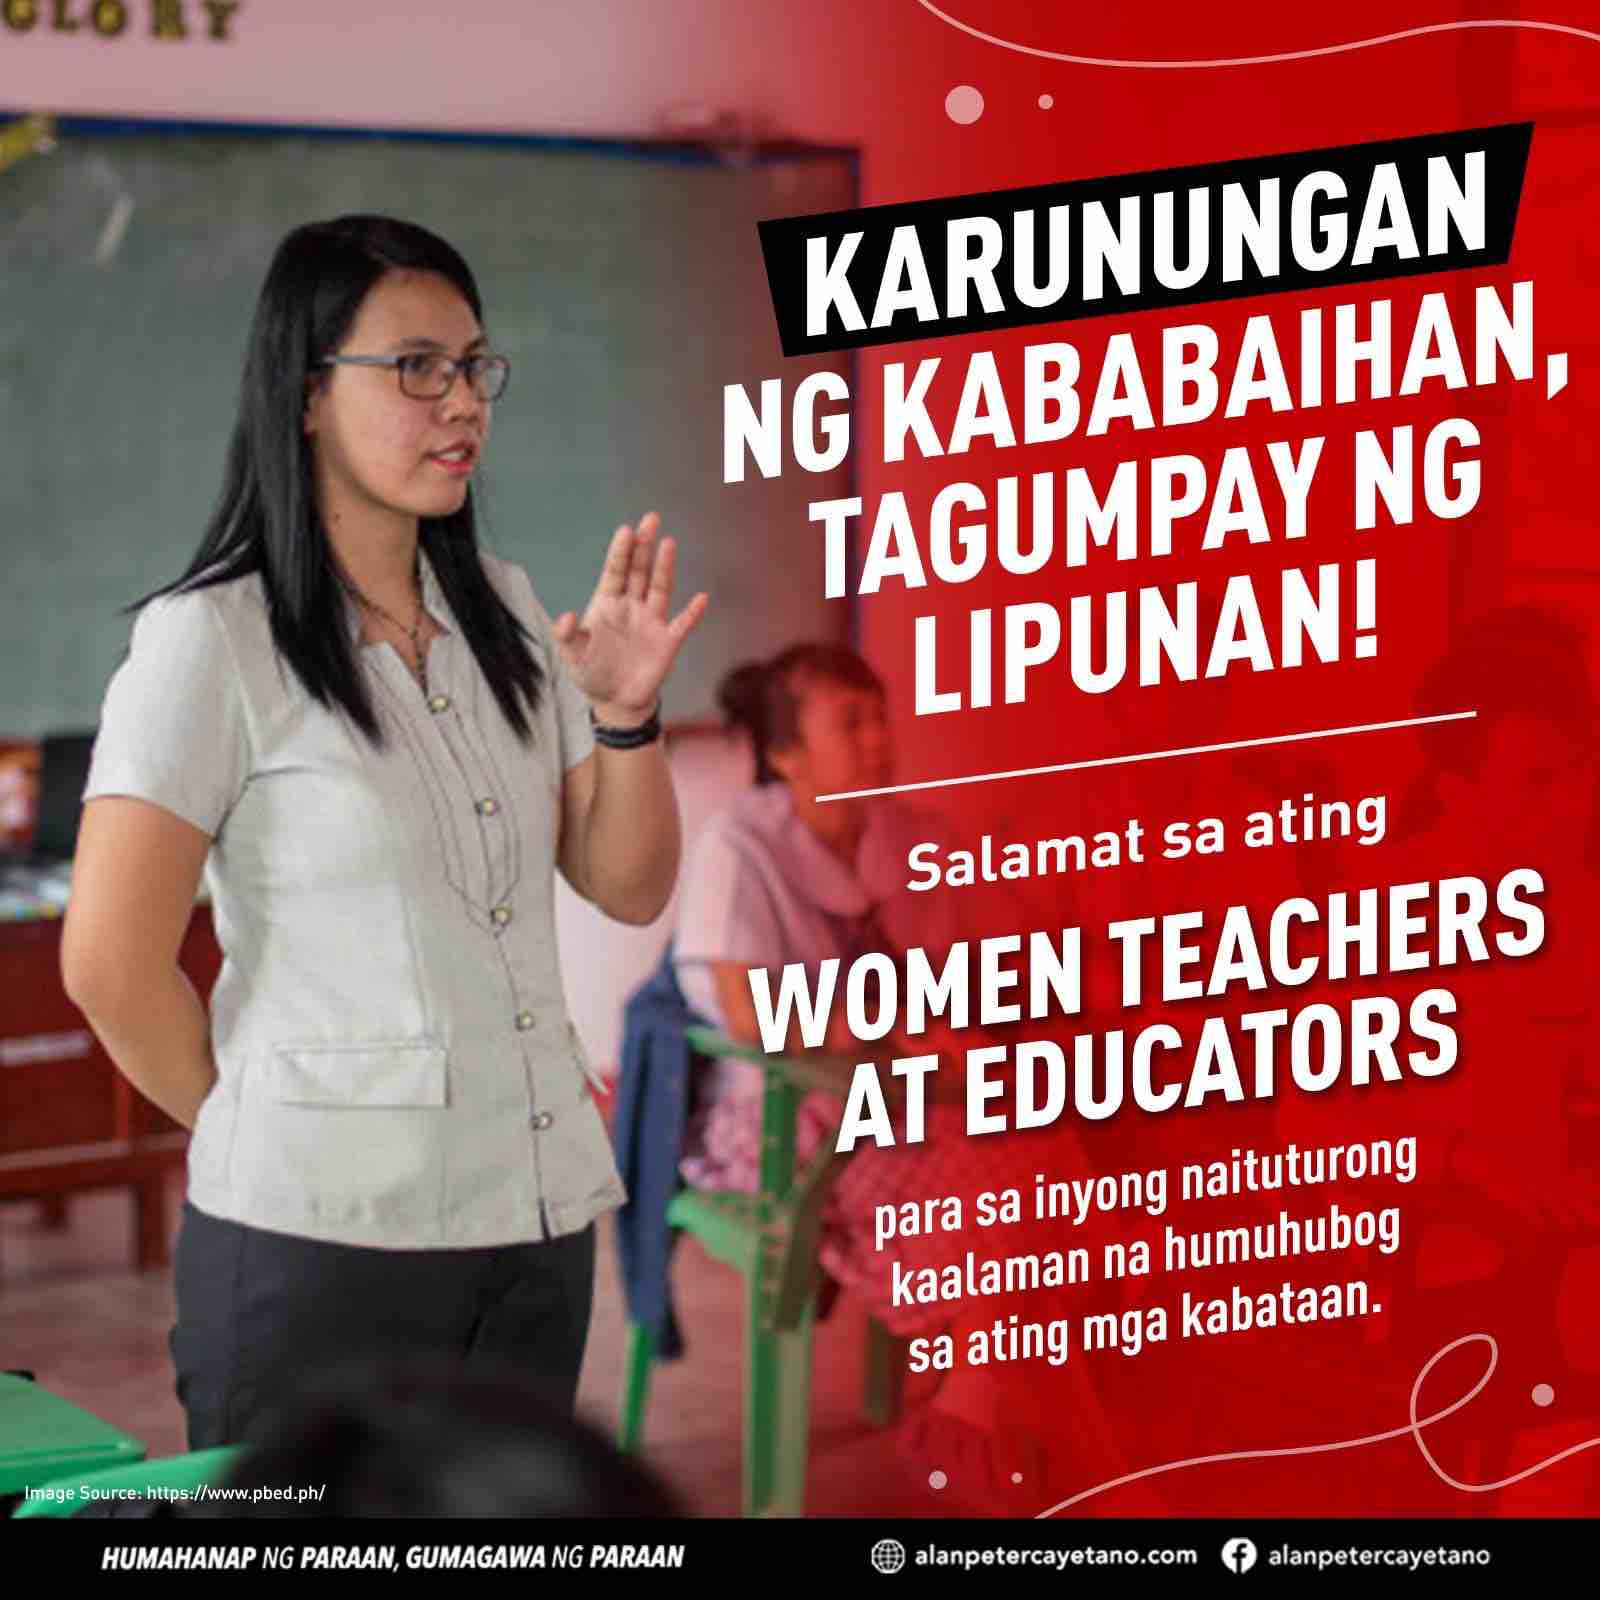 GLORY
KARUNUNGAN
NG KABABAIHAN,
TAGUMPAY NG
LIPUNAN!
Salamat sa ating
WOMEN TEACHERS
AT EDUCATORS
para sa inyong naituturong
kaalaman na humuhubog
sa ating mga kabataan.
Image Source: https://www.pbed.ph/
HUMAHANAP NG PARAAN, GUMAGAWA NG PARAAN
alanpetercayetano.com
alanpetercayetano